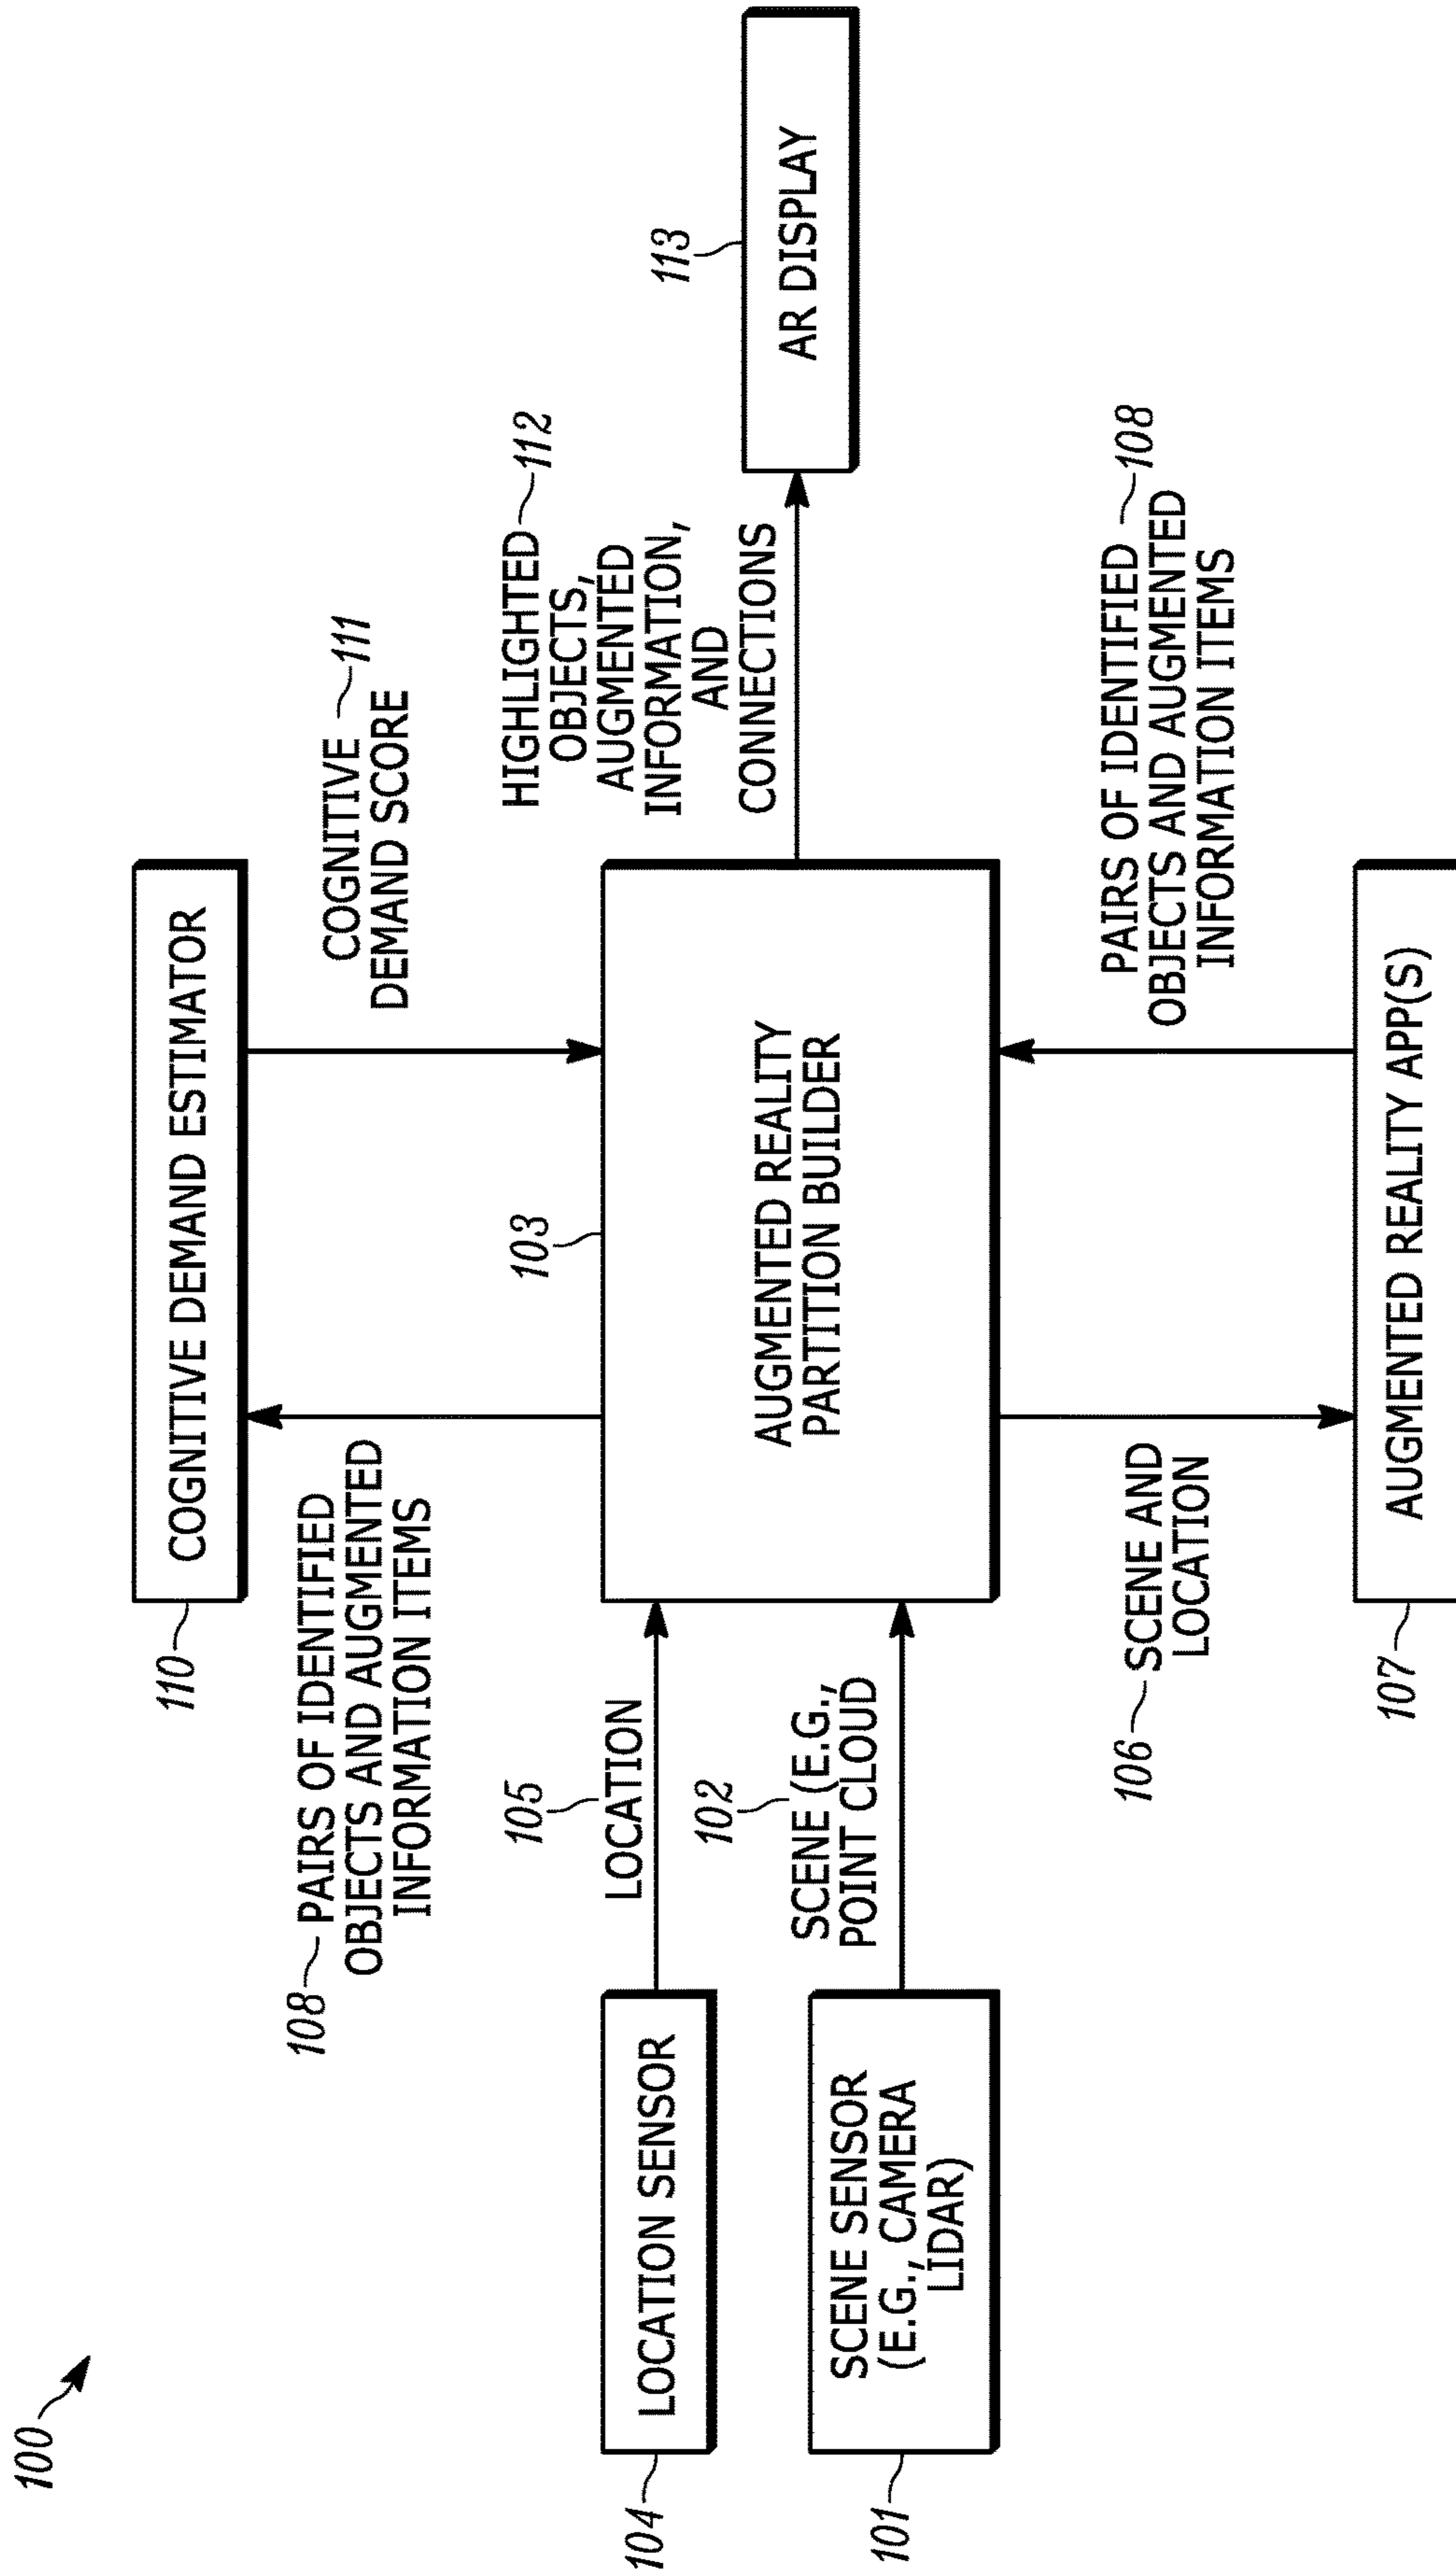 100
110
COGNITIVE DEMAND ESTIMATOR
108
PAIRS OF IDENTIFIED
OBJECTS AND AUGMENTED
INFORMATION ITEMS
COGNITIVE
111
DEMAND SCORE
104
LOCATION SENSOR
105
LOCATION
101
SCENE SENSOR
(E.G., CAMERA
LIDAR)
102
SCENE (E.G.,
POINT CLOUD
103
AUGMENTED REALITY
PARTITION BUILDER
HIGHLIGHTED
112
OBJECTS,
AUGMENTED
INFORMATION,
AND
CONNECTIONS
113
AR DISPLAY
106
SCENE AND
LOCATION
PAIRS OF IDENTIFIED
108
OBJECTS AND AUGMENTED
INFORMATION ITEMS
107
AUGMENTED REALITY APP(S)